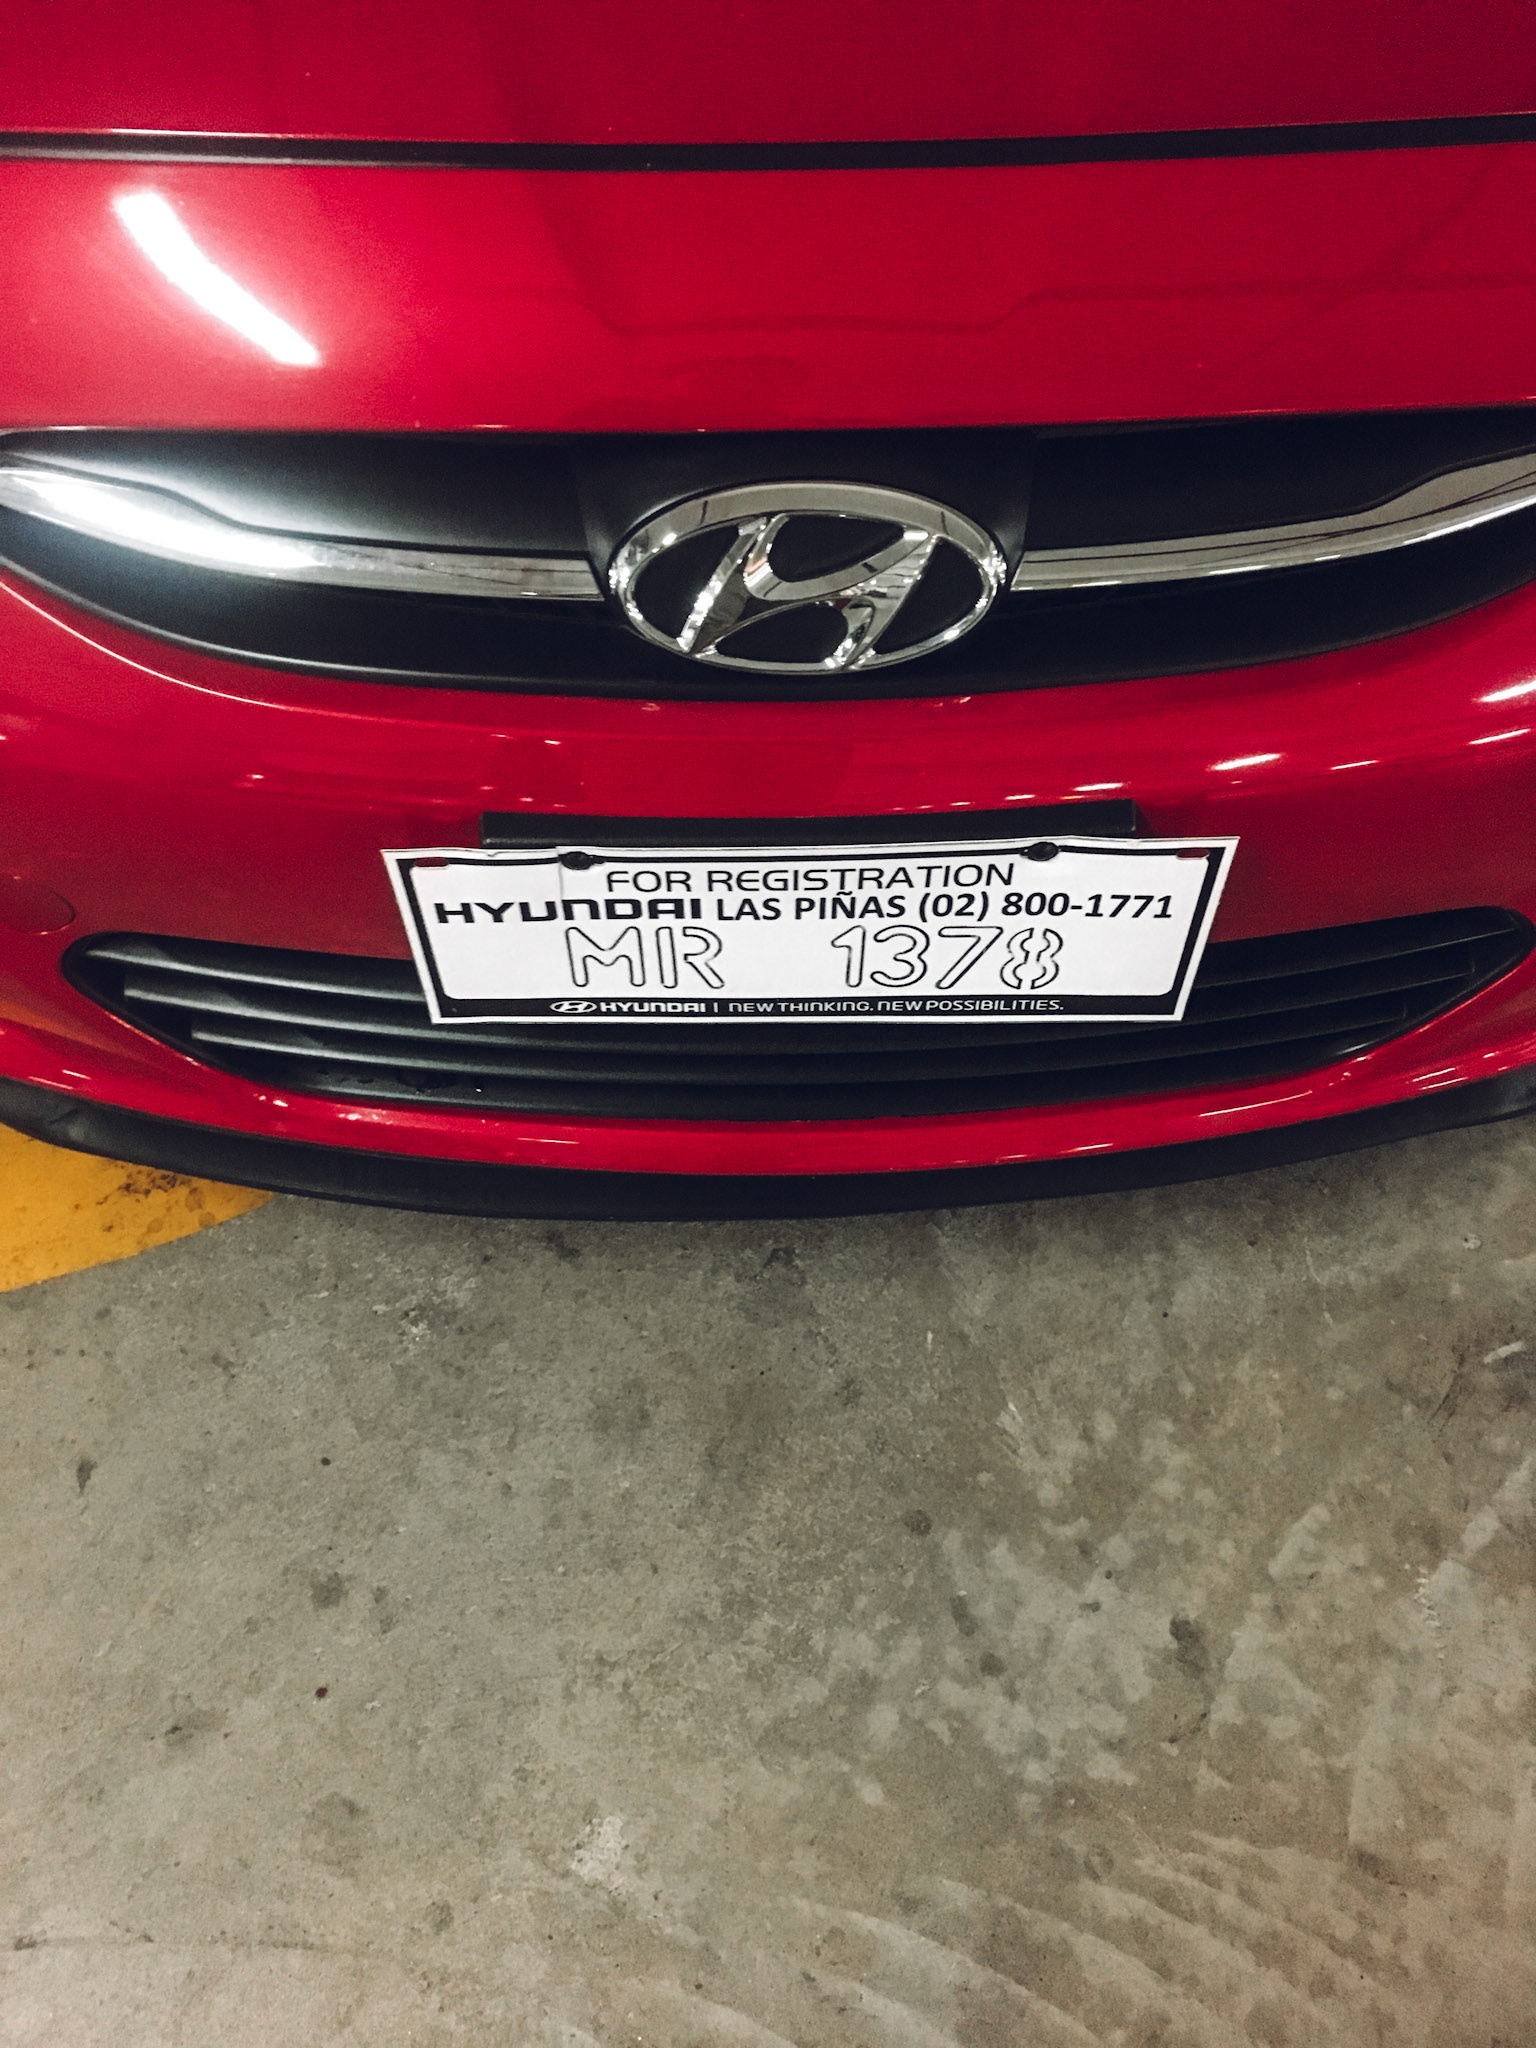 FOR REGISTRATION
HYUNDAI LAS PIÑAS (02) 800-1771
MR 1378
HYUNDAI | NEW THINKING. NEW POSSIBILITIES.